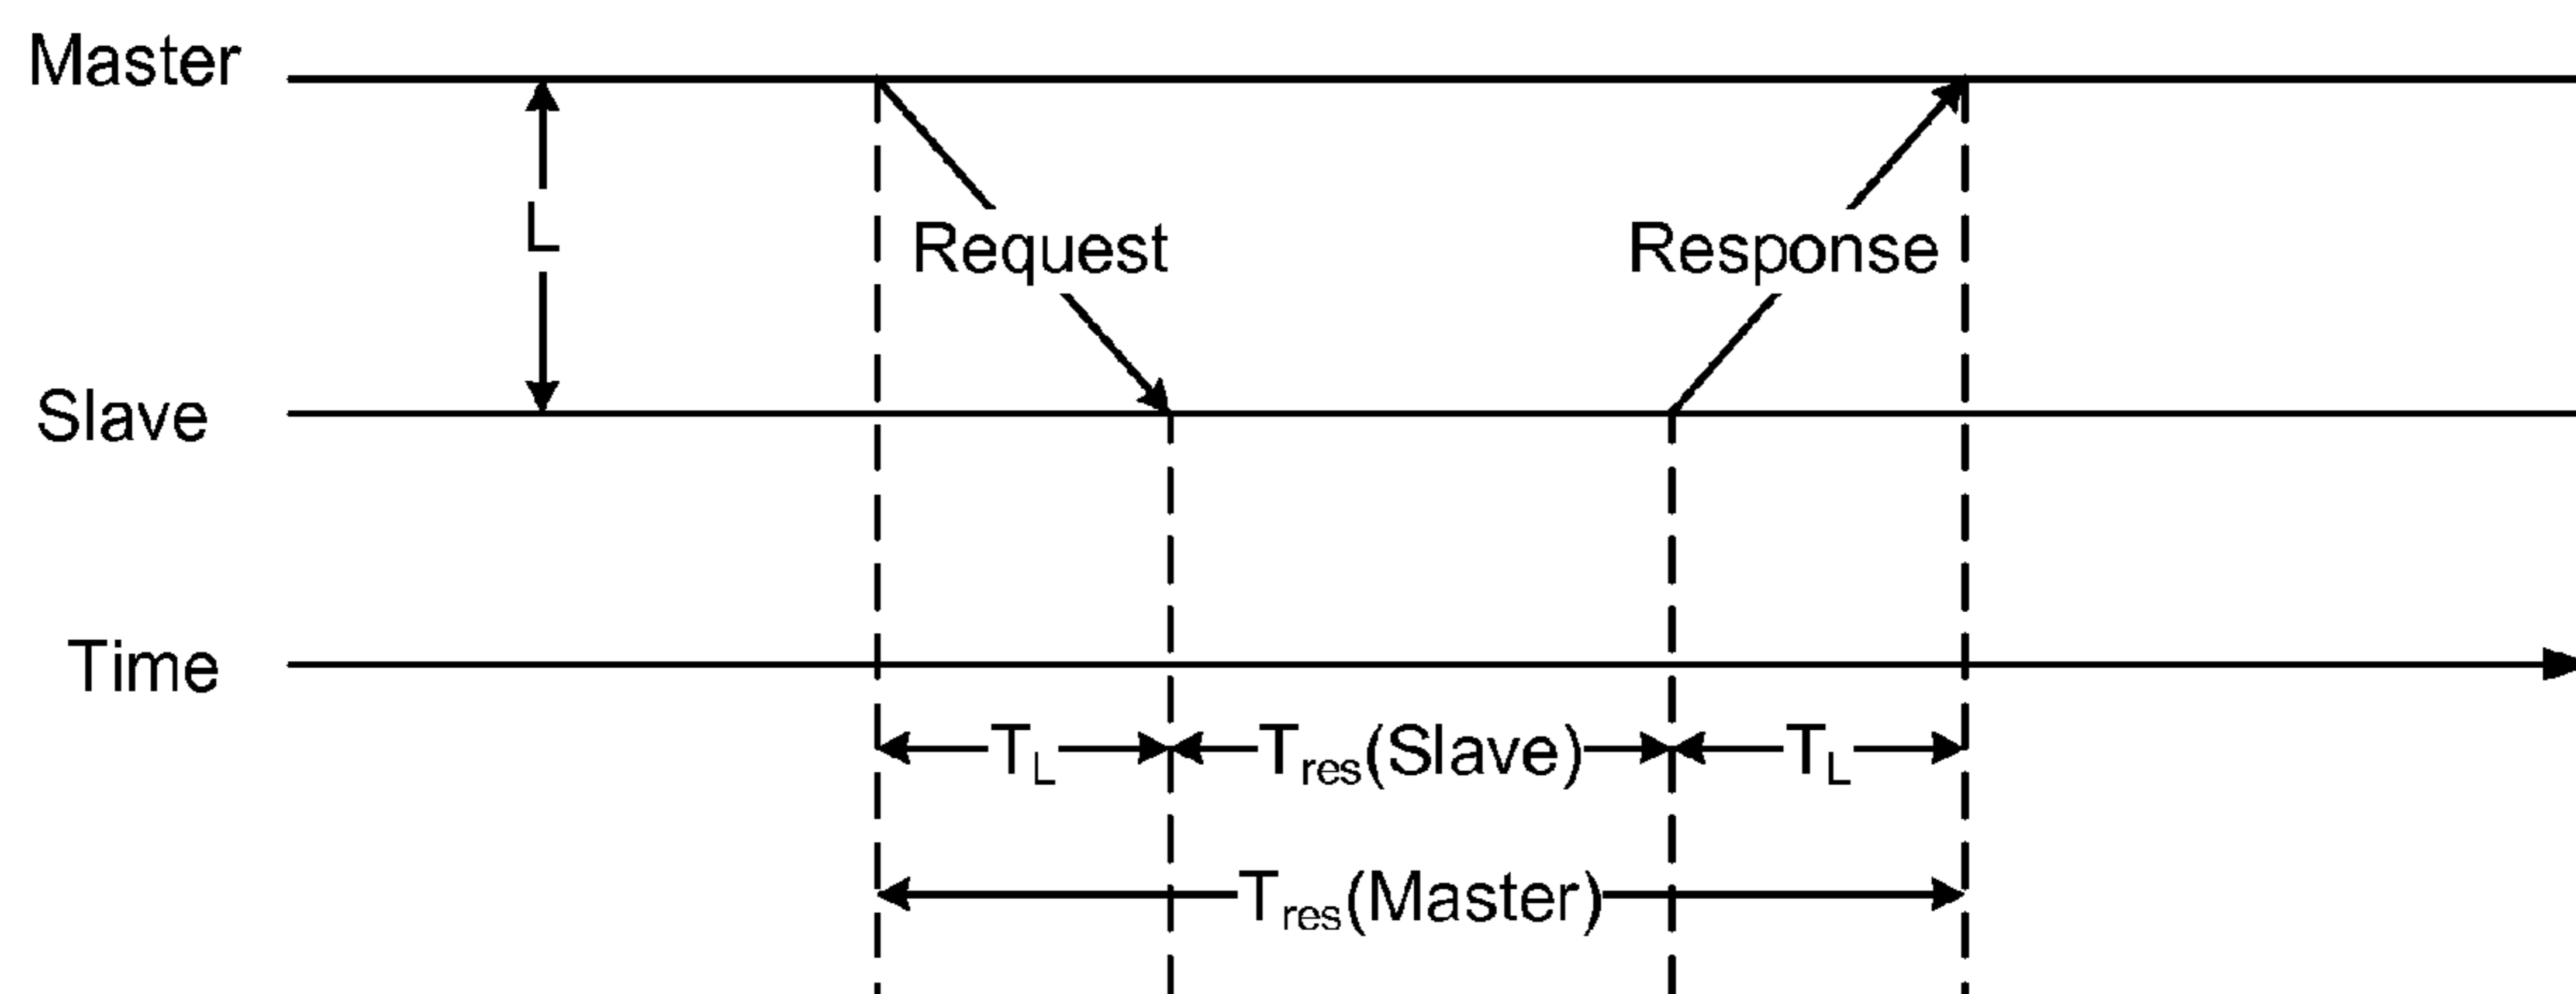 Master
L
Request
Response
Slave
Time
TL
Tres(Slave)
TL
Tres(Master)